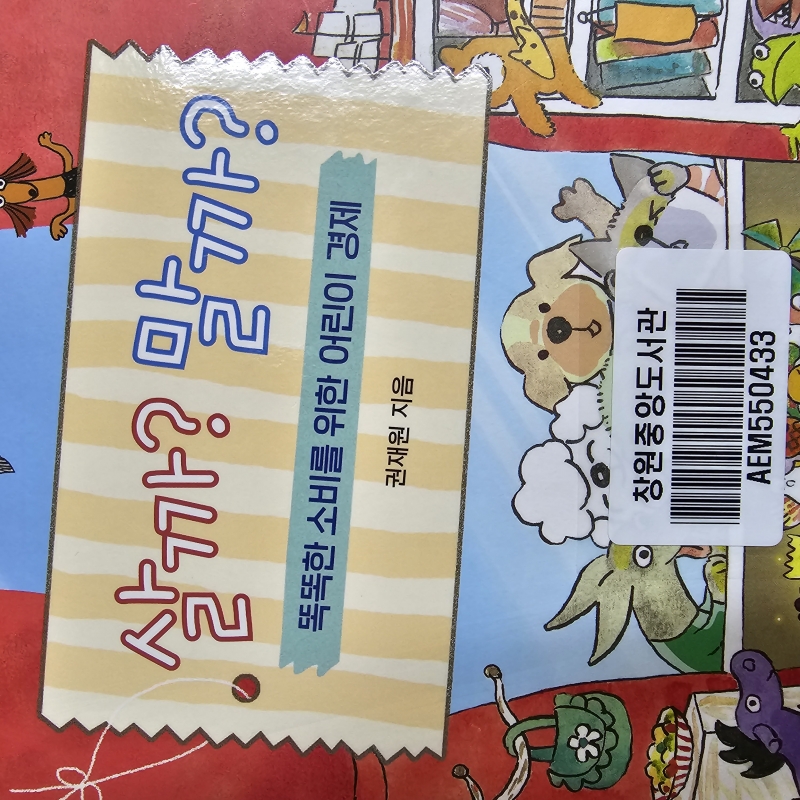 살까? 말까?
똑똑한 소비를 위한 어린이 경제
권재원 지음
창원중앙도서관
AEM550433